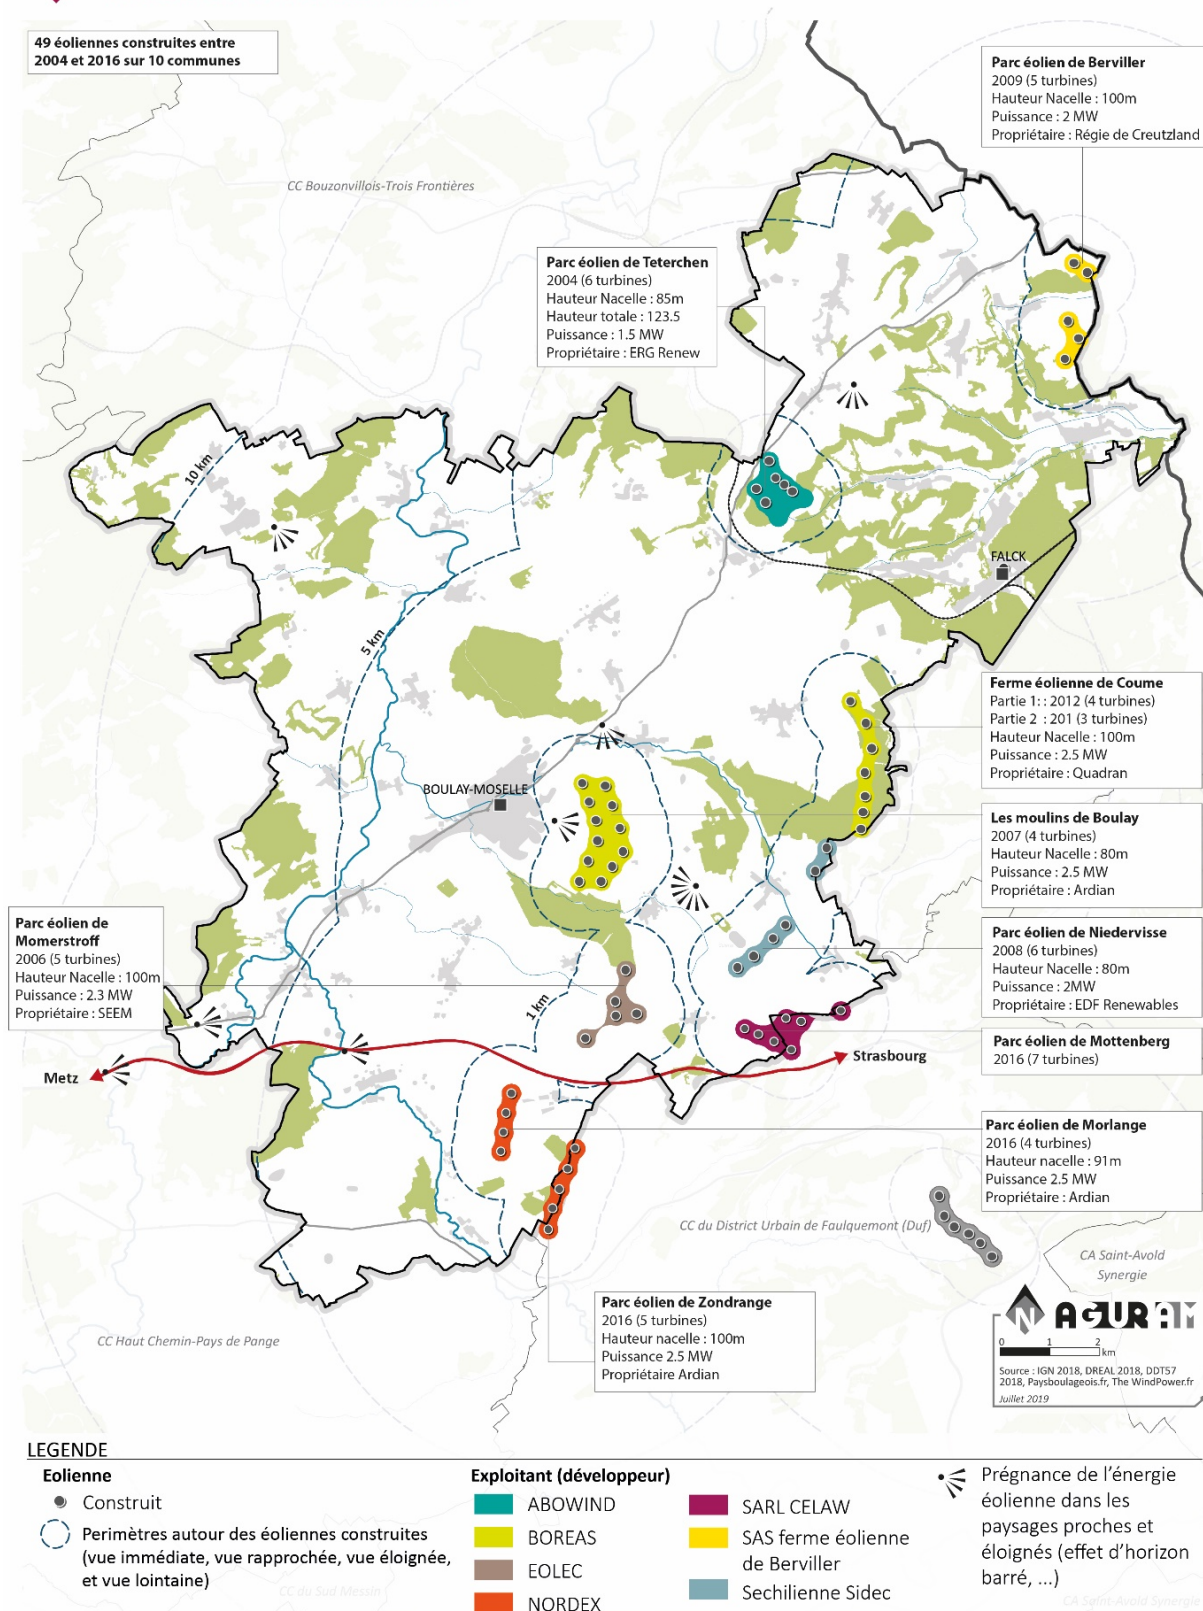 49 éoliennes construites entre
2004 et 2016 sur 10 communes
Parc éolien de Berviller
2009 (5 turbines)
Hauteur Nacelle : 100m
Puissance : 2 MW
Propriétaire : Régie de Creutzland
CC Bouzonvillois-Trois Frontières
Parc éolien de Teterchen
2004 (6 turbines)
Hauteur Nacelle : 85m
Hauteur totale : 123.5
Puissance : 1.5 MW
Propriétaire : ERG Renew
10 km
FALCK
5 km
Ferme éolienne de Coume
Partie 1: : 2012 (4 turbines)
Partie 2 : 201 (3 turbines)
Hauteur Nacelle : 100m
Puissance : 2.5 MW
Propriétaire : Quadran
BOULAY-MOSELLE
Les moulins de Boulay
2007 (4 turbines)
Hauteur Nacelle : 80m
Puissance : 2.5 MW
Propriétaire : Ardian
Parc éolien de
Momerstroff
2006 (5 turbines)
Hauteur Nacelle : 100m
Puissance : 2.3 MW
Propriétaire : SEEM
Parc éolien de Niedervisse
2008 (6 turbines)
Hauteur Nacelle : 80m
Puissance : 2MW
Propriétaire : EDF Renewables
1 km
Parc éolien de Mottenberg
2016 (7 turbines)
Strasbourg
Metz
Parc éolien de Morlange
2016 (4 turbines)
Hauteur nacelle : 91m
Puissance 2.5 MW
Propriétaire : Ardian
CC du District Urbain de Faulquemont (Duf)
CA Saint-Avold
Synergie
Parc éolien de Zondrange
2016 (5 turbines)
Hauteur nacelle : 100m
Puissance 2.5 MW
Propriétaire Ardian
CC Haut Chemin-Pays de Pange
N AGURAM
0 1 2
km
Source : IGN 2018, DREAL 2018, DDT57
2018, Paysboulageois.fr, The WindPower.fr
Juillet 2019
LEGENDE
Eolienne
Construit
Perimètres autour des éoliennes construites
(vue immédiate, vue rapprochée, vue éloignée,
et vue lointaine)
CC du Sud Messin
Exploitant (développeur)
ABOWIND
BOREAS
EOLEC
NORDEX
SARL CELAW
SAS ferme éolienne
de Berviller
Sechilienne Sidec
Prégnance de l'énergie
éolienne dans les
paysages proches et
éloignés (effet d'horizon
barré, ...)
CA Saint-Avold Synergie